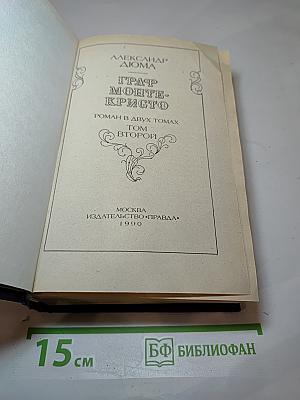 АЛЕКСАНДР
ДЮМА
ГРАФ
МОНТЕ-
КРИСТО
РОМАН В ДВУХ ТОМАХ
ТОМ
ВТОРОЙ
МОСКВА
ИЗДАТЕЛЬСТВО «ПРАВДА»
1990
15 см
БФ БИБЛИОФАН